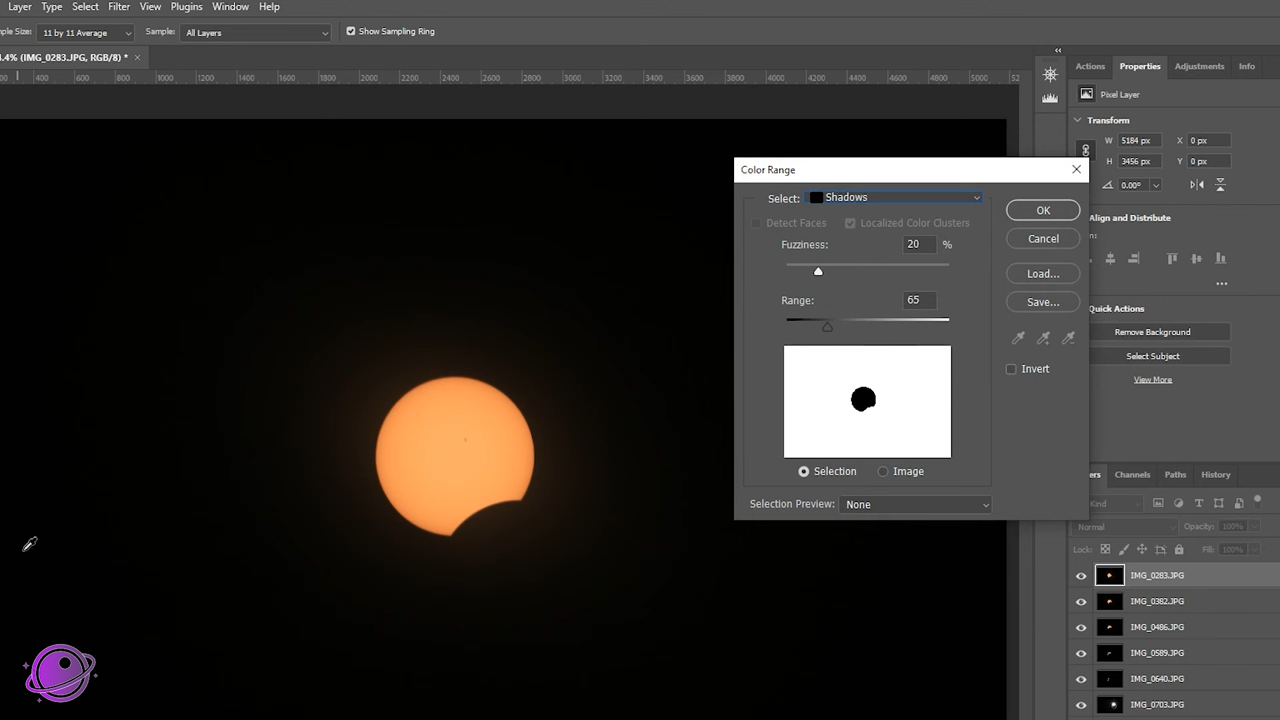 Layer Type Select Filter View Plugins Window Help
ple Size: 11 by 11 Average Sample: All Layers Show Sampling Ring
.4% (IMG_0283.JPG, RGB/8) * ×
400 600 800 1000 1200 1400 1600 1800 2000 2200 2400 2600 2800 3000 3200 3400 3600 3800 4000 4200 4400 4600 4800 5000
Actions Properties Adjustments Info
Pixel Layer
Transform
W 5184 px X 0 px
H 3456 px Y 0 px
0.00°
Align and Distribute
Quick Actions
Remove Background
Select Subject
View More
Color Range
Select: Shadows
Detect Faces Localized Color Clusters
Fuzziness: 20 %
Range: 65
Selection Image
Selection Preview: None
OK
Cancel
Load...
Save...
Invert
ers Channels Paths History
Kind
Normal Opacity: 100%
Lock: Fill: 100%
IMG_0283.JPG
IMG_0382.JPG
IMG_0486.JPG
IMG_0589.JPG
IMG_0640.JPG
IMG_0703.JPG